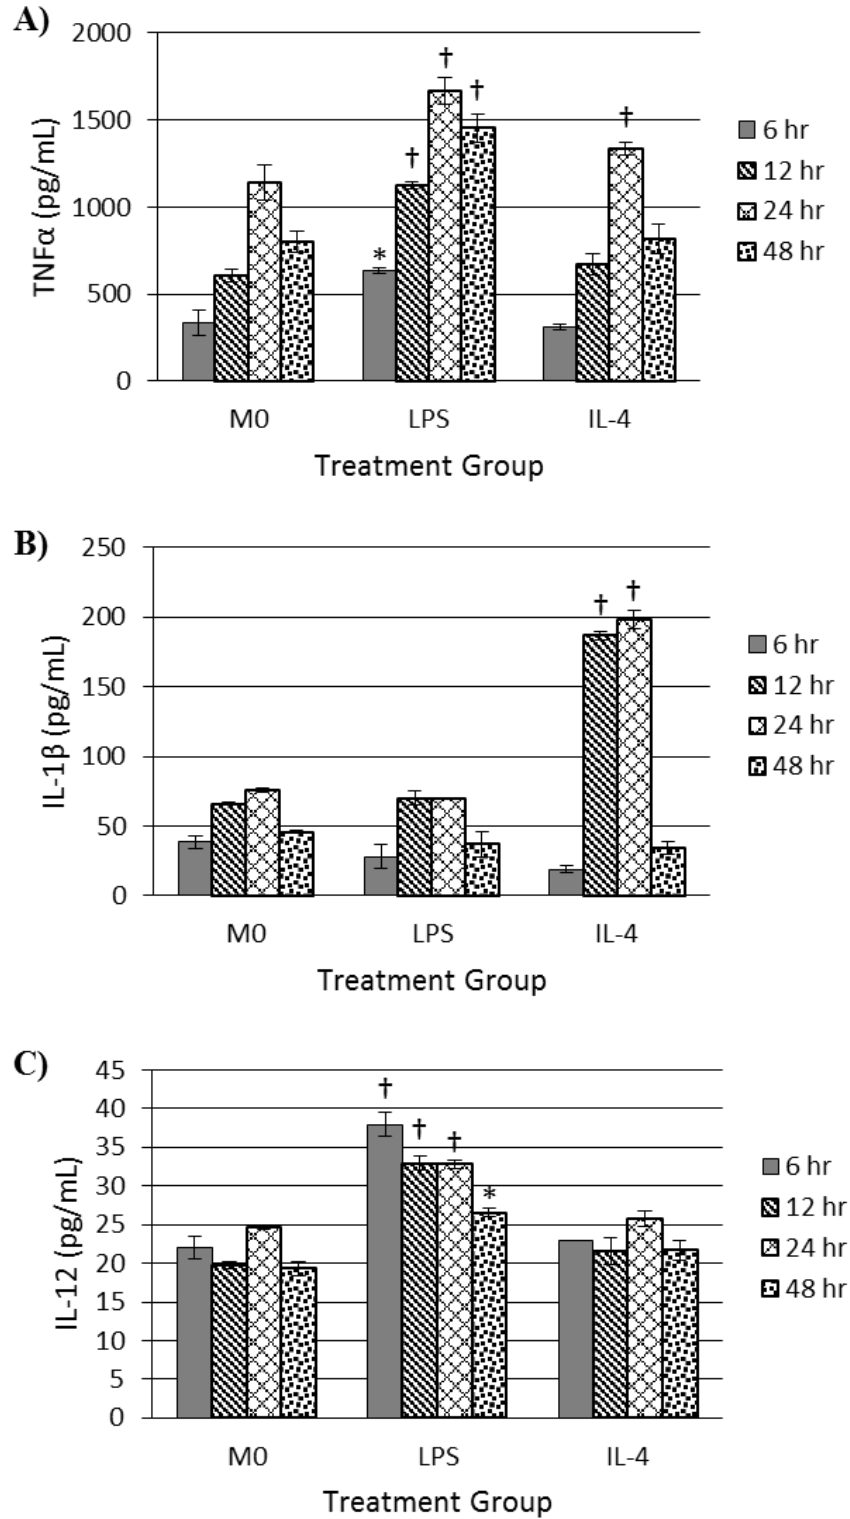 A)
TNFα (pg/mL)
2000
1500
1000
500
0
†
†
†
*
†
M0 LPS IL-4
Treatment Group
6 hr
12 hr
24 hr
48 hr
B)
IL-1β (pg/mL)
250
200
150
100
50
0
† †
M0 LPS IL-4
Treatment Group
6 hr
12 hr
24 hr
48 hr
C)
IL-12 (pg/mL)
45
40
35
30
25
20
15
10
5
0
†
†
†
*
M0 LPS IL-4
Treatment Group
6 hr
12 hr
24 hr
48 hr